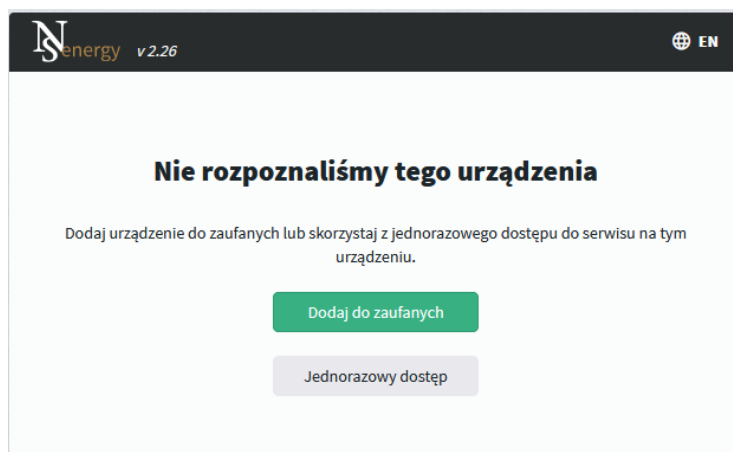 NSenergy v 2.26
EN
Nie rozpoznaliśmy tego urządzenia
Dodaj urządzenie do zaufanych lub skorzystaj z jednorazowego dostępu do serwisu na tym
urządzeniu.
Dodaj do zaufanych
Jednorazowy dostęp